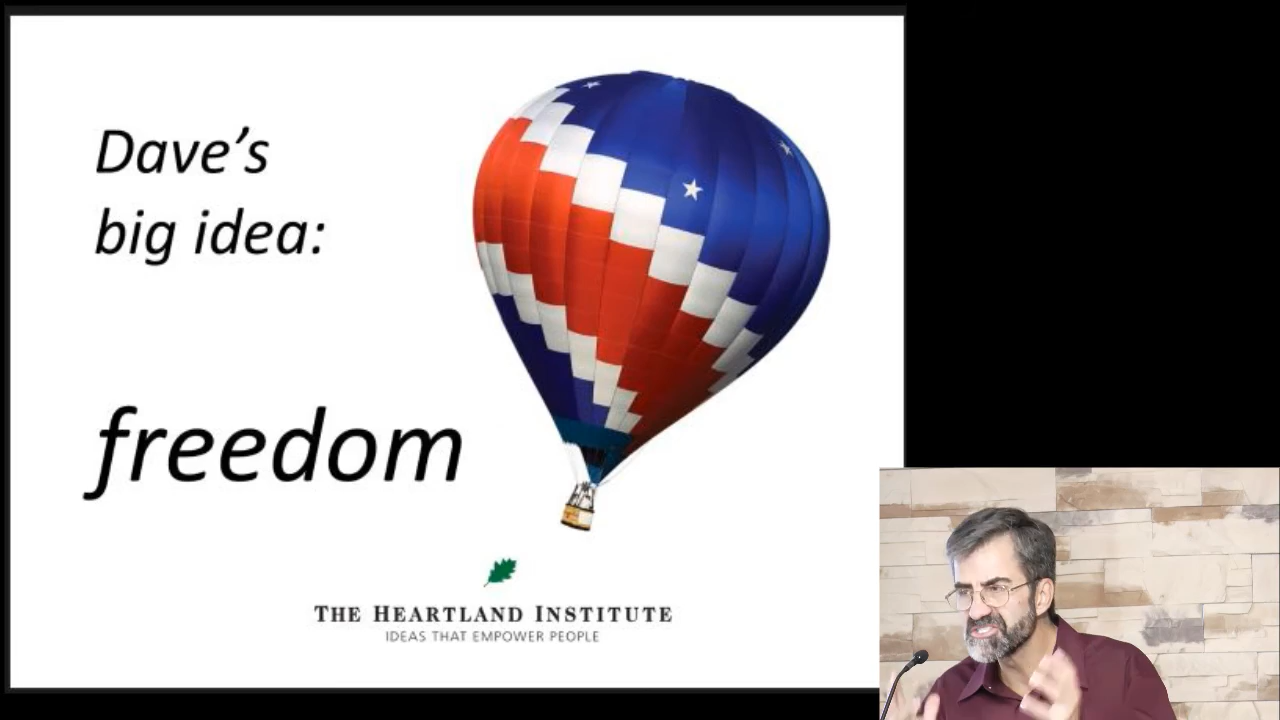 Dave's
big idea:
freedom
THE HEARTLAND INSTITUTE
IDEAS THAT EMPOWER PEOPLE